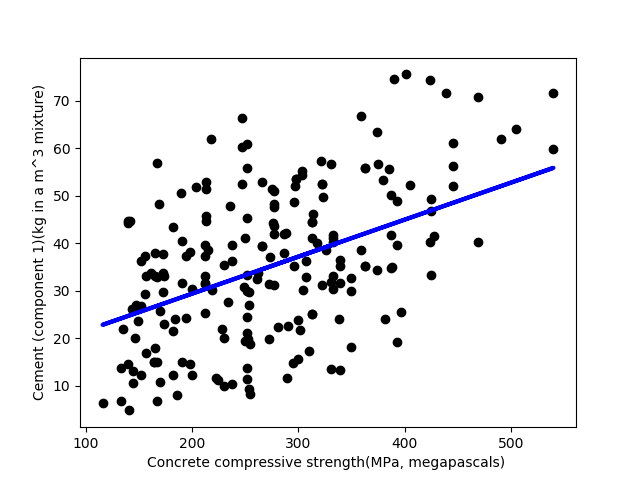 70
60
50
40
30
20
10
Cement (component 1)(kg in a m^3 mixture)
100 200 300 400 500
Concrete compressive strength(MPa, megapascals)